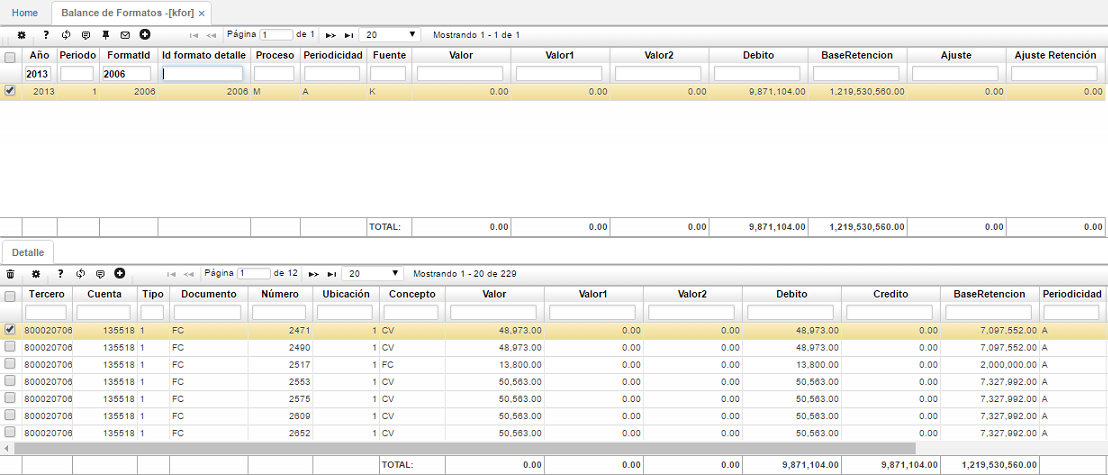 Home Balance de Formatos -[kfor] ×
? Página 1 de 1 20 Mostrando 1 - 1 de 1
Año Periodo FormatId Id formato detalle Proceso Periodicidad Fuente Valor Valor1 Valor2 Debito BaseRetencion Ajuste Ajuste Retención
2013 2006
2013 1 2006 2006 M A K 0.00 0.00 0.00 9,871,104.00 1,219,530,560.00 0.00 0.00
TOTAL: 0.00 0.00 0.00 9,871,104.00 1,219,530,560.00 0.00 0.00
Detalle
? Página 1 de 12 20 Mostrando 1 - 20 de 229
Tercero Cuenta Tipo Documento Número Ubicación Concepto Valor Valor1 Valor2 Debito Credito BaseRetencion Periodicidad
800020706 135518 1 FC 2471 1 CV 48,973.00 0.00 0.00 48,973.00 0.00 7,097,552.00 A
800020706 135518 1 FC 2490 1 CV 48,973.00 0.00 0.00 48,973.00 0.00 7,097,552.00 A
800020706 135518 1 FC 2517 1 FC 13,800.00 0.00 0.00 13,800.00 0.00 2,000,000.00 A
800020706 135518 1 FC 2553 1 CV 50,563.00 0.00 0.00 50,563.00 0.00 7,327,992.00 A
800020706 135518 1 FC 2575 1 CV 50,563.00 0.00 0.00 50,563.00 0.00 7,327,992.00 A
800020706 135518 1 FC 2609 1 CV 50,563.00 0.00 0.00 50,563.00 0.00 7,327,992.00 A
800020706 135518 1 FC 2652 1 CV 50,563.00 0.00 0.00 50,563.00 0.00 7,327,992.00 A
TOTAL: 0.00 0.00 0.00 9,871,104.00 9,871,104.00 1,219,530,560.00